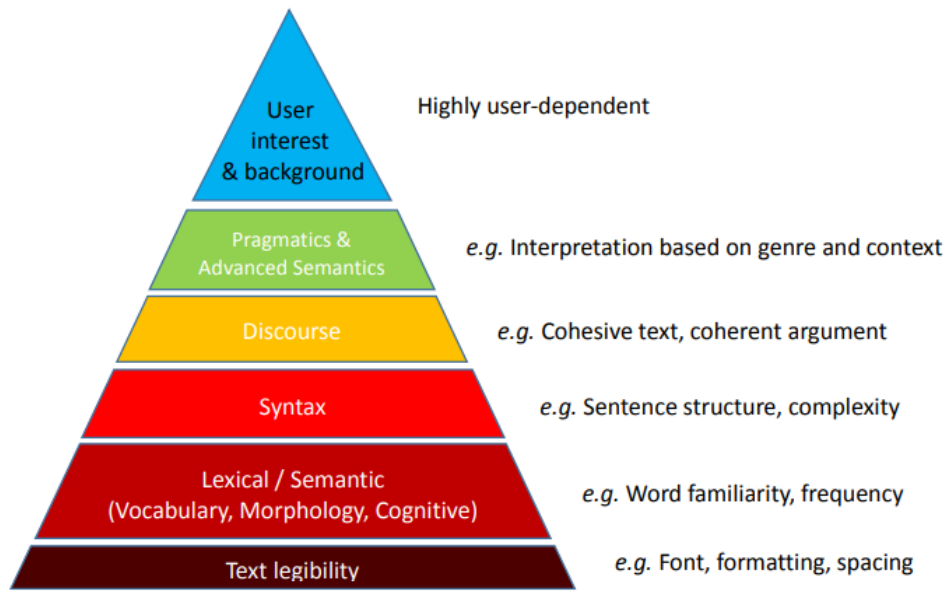 User
interest
& background
Highly user-dependent
Pragmatics &
Advanced Semantics
e.g. Interpretation based on genre and context
Discourse
e.g. Cohesive text, coherent argument
Syntax
e.g. Sentence structure, complexity
Lexical / Semantic
(Vocabulary, Morphology, Cognitive)
e.g. Word familiarity, frequency
Text legibility
e.g. Font, formatting, spacing